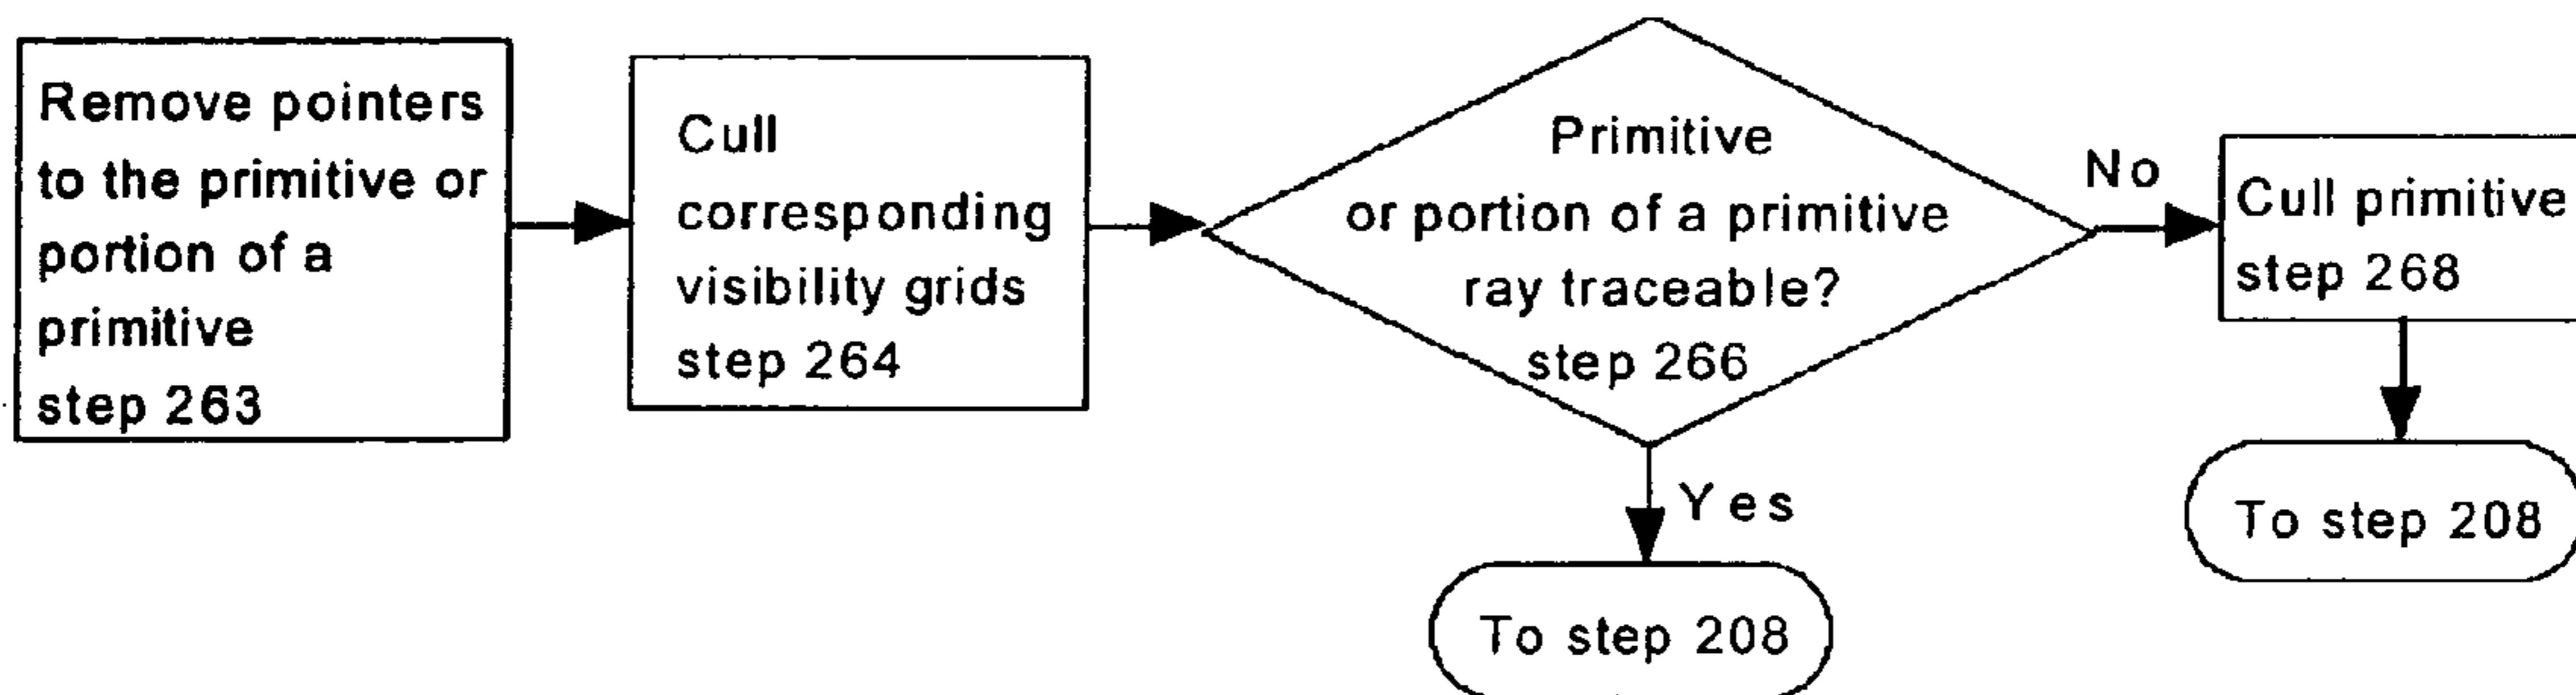 Remove pointers
to the primitive or
portion of a
primitive
step 263
Cull
corresponding
visibility grids
step 264
Primitive
or portion of a primitive
ray traceable?
step 266
No
Cull primitive
step 268
Yes
To step 208
To step 208